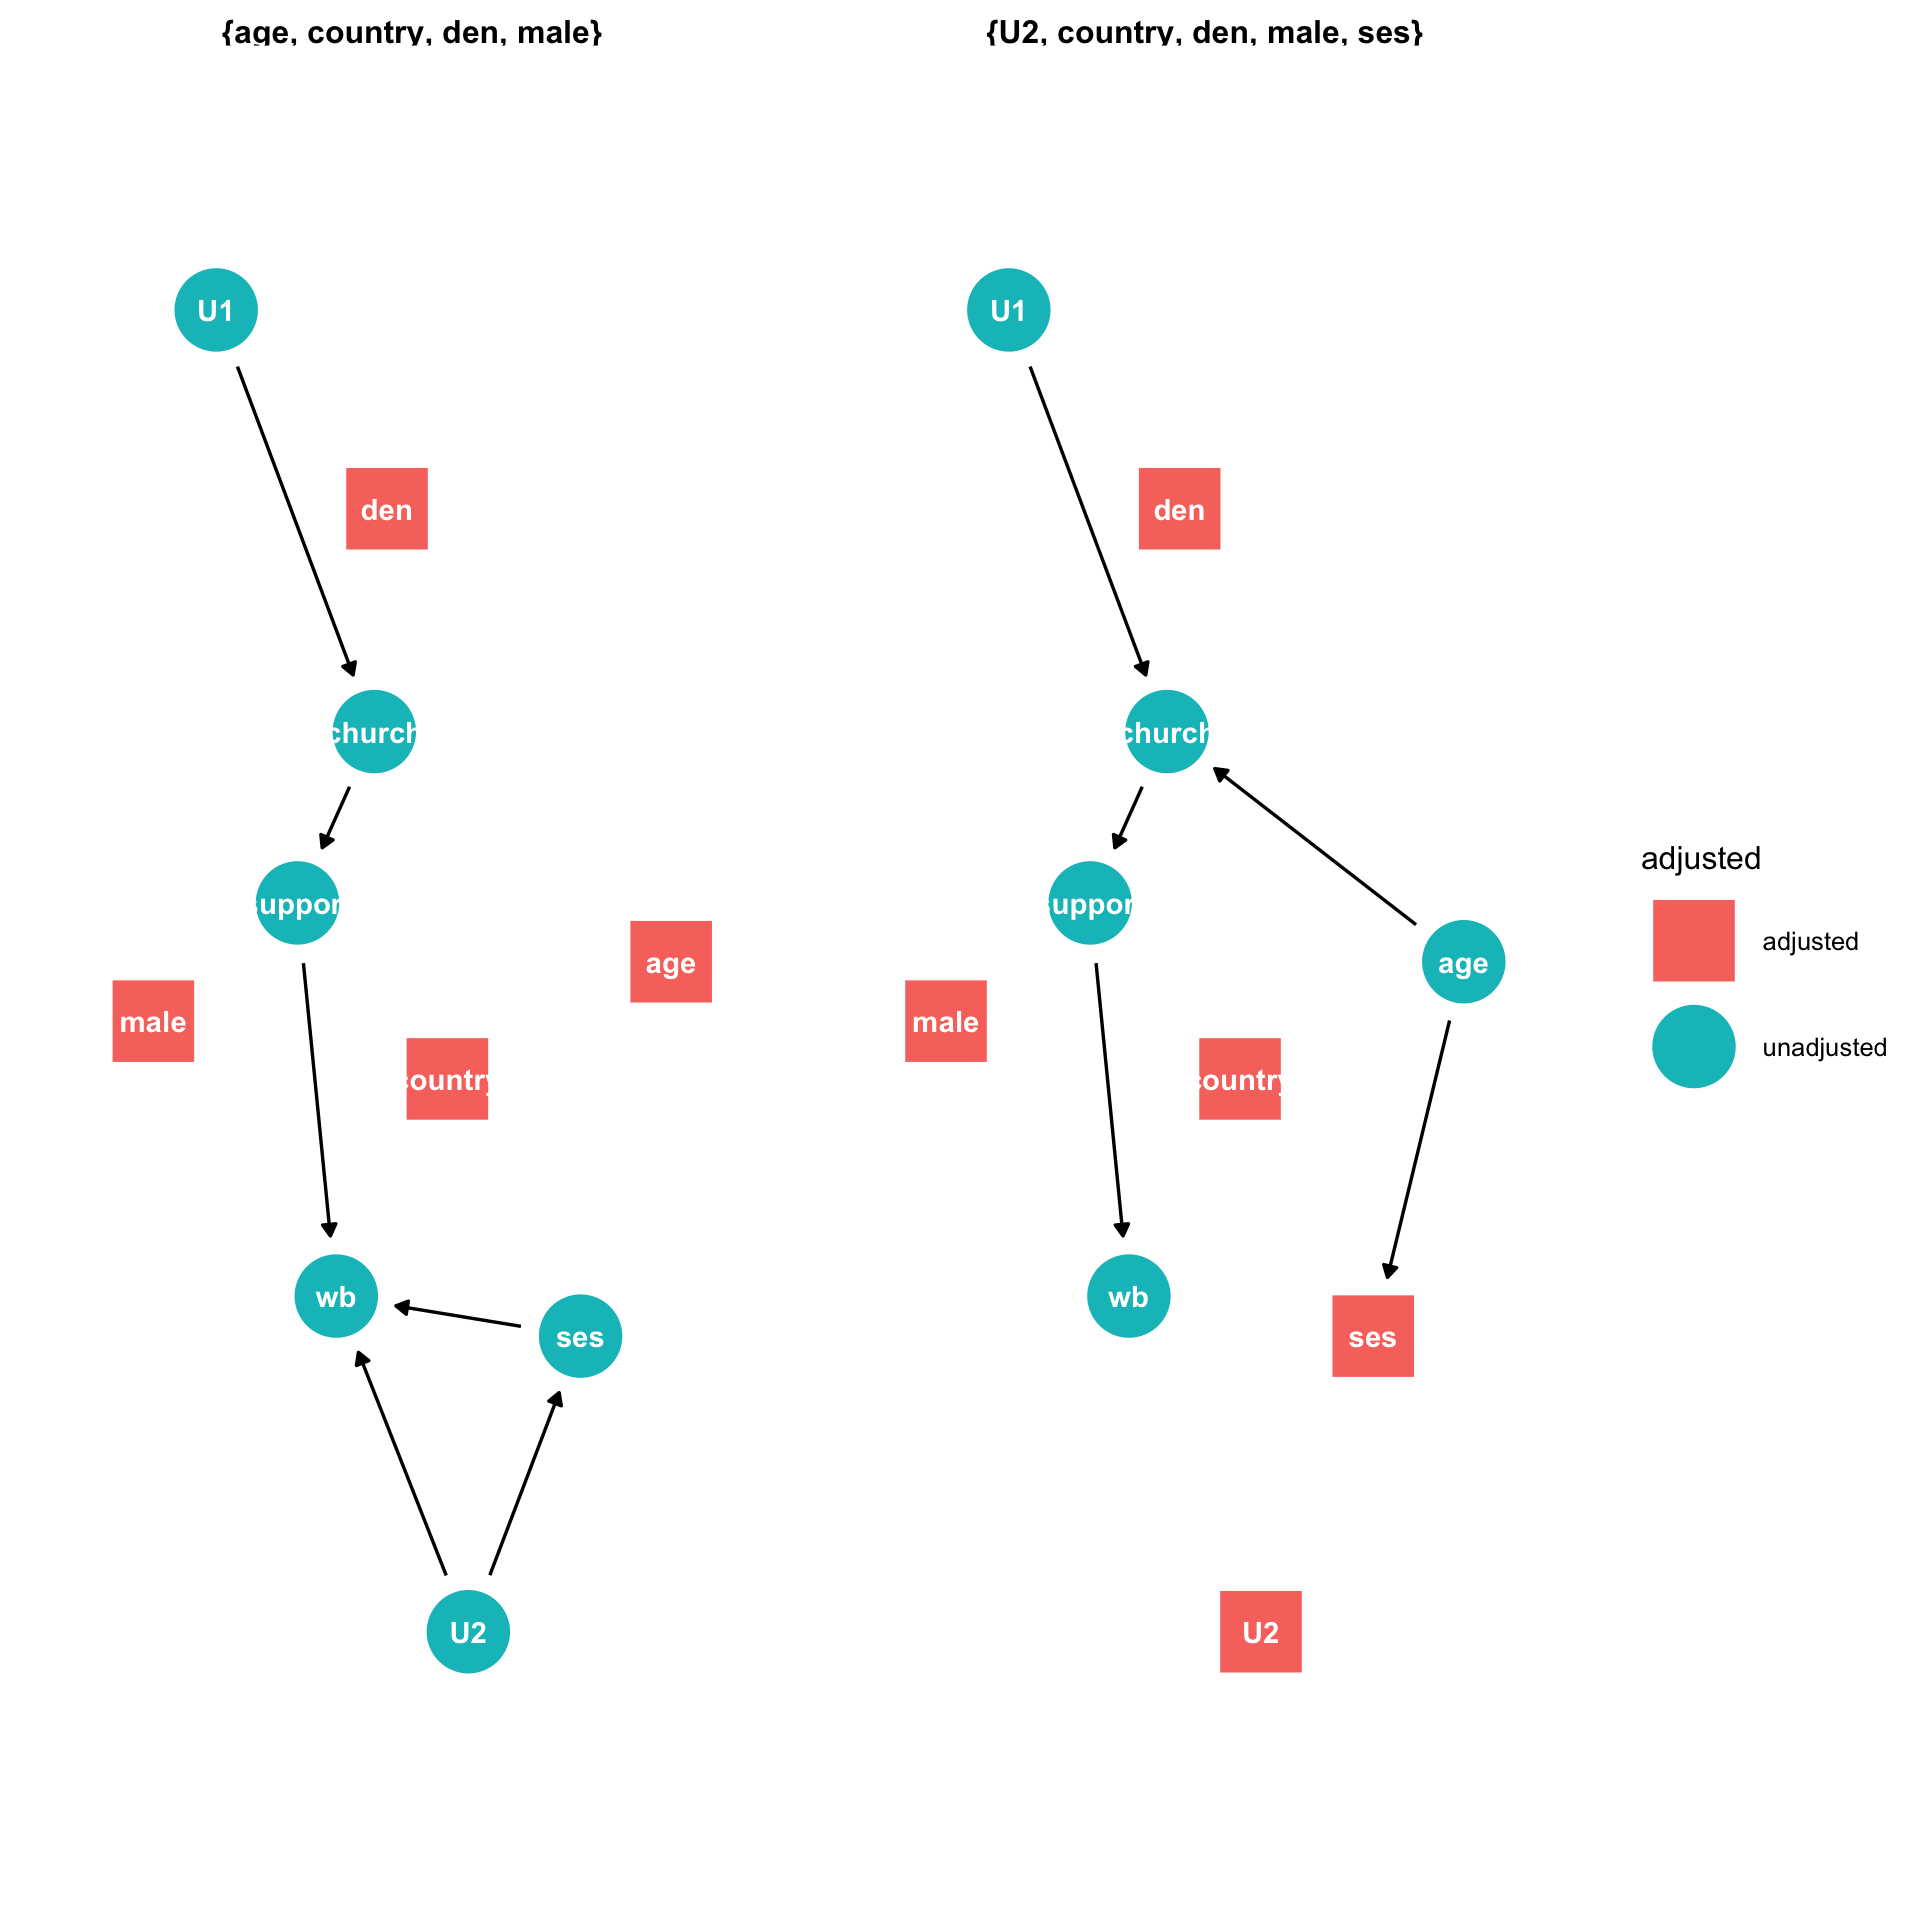 {age, country, den, male}
U1
den
church
suppor
age
male
country
wb
ses
U2
{U2, country, den, male, ses}
U1
den
church
suppor
age
male
country
wb
ses
U2
adjusted
adjusted
unadjusted